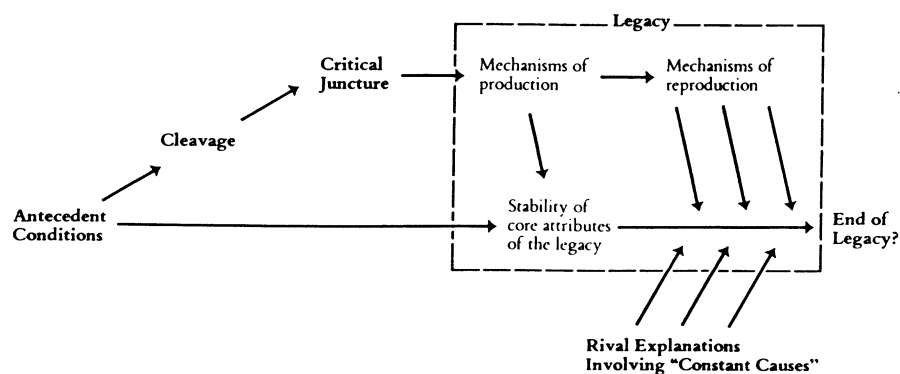 Legacy
Critical
Juncture
Mechanisms of
production
Mechanisms of
reproduction
Cleavage
Antecedent
Conditions
Stability of
core attributes
of the legacy
End of
Legacy?
Rival Explanations
Involving “Constant Causes”